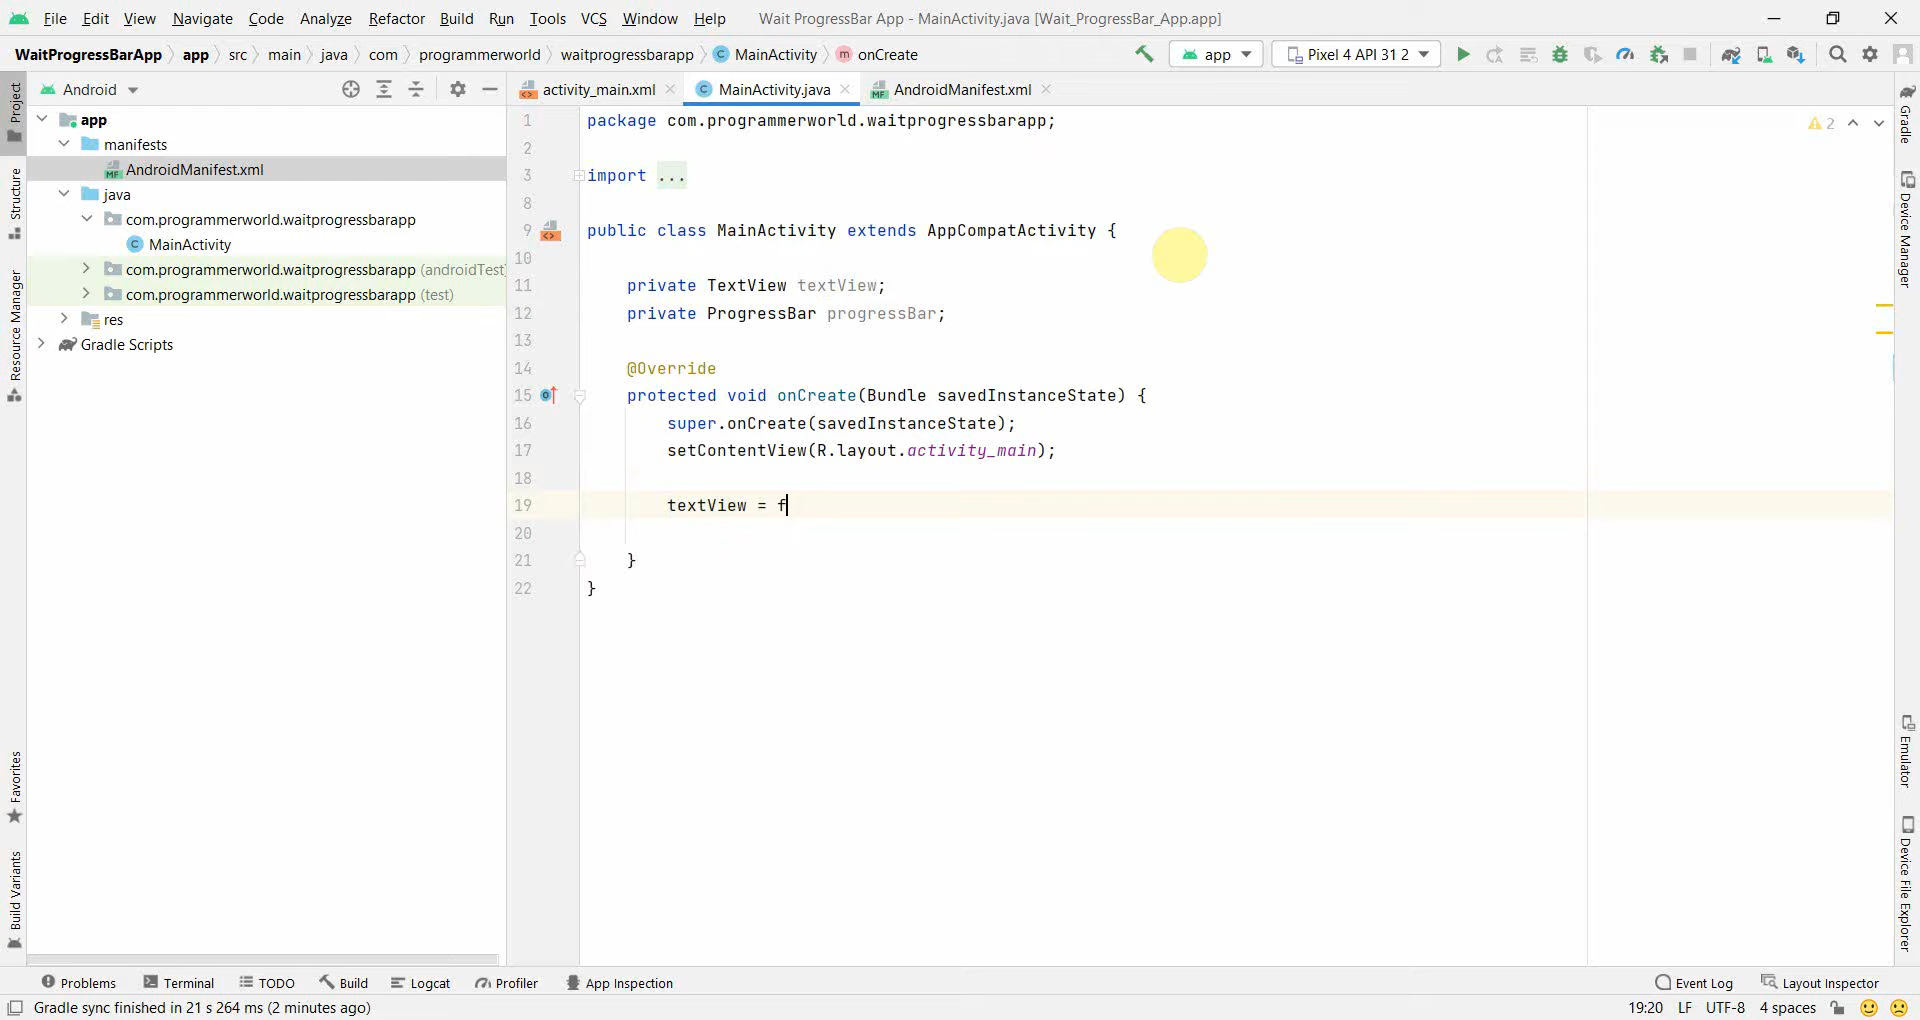 File Edit View Navigate Code Analyze Refactor Build Run Tools VCS Window Help Wait ProgressBar App - MainActivity.java [Wait_ProgressBar_App.app]
WaitProgressBarApp app src main java com programmerworld waitprogressbarapp C MainActivity m onCreate app Pixel 4 API 31 2
Android
activity_main.xml C MainActivity.java MF AndroidManifest.xml
Project
Structure
Resource Manager
Favorites
Build Variants
app
manifests
MF AndroidManifest.xml
java
com.programmerworld.waitprogressbarapp
C MainActivity
com.programmerworld.waitprogressbarapp (androidTest)
com.programmerworld.waitprogressbarapp (test)
res
Gradle Scripts
1 package com.programmerworld.waitprogressbarapp;
2
3 import ...
8
9 public class MainActivity extends AppCompatActivity {
10
11 private TextView textView;
12 private ProgressBar progressBar;
13
14 @Override
15 protected void onCreate(Bundle savedInstanceState) {
16 super.onCreate(savedInstanceState);
17 setContentView(R.layout.activity_main);
18
19 textView = f
20
21 }
22 }
2
Gradle
Device Manager
Emulator
Device File Explorer
Problems Terminal TODO Build Logcat Profiler App Inspection Event Log Layout Inspector
Gradle sync finished in 21 s 264 ms (2 minutes ago) 19:20 LF UTF-8 4 spaces